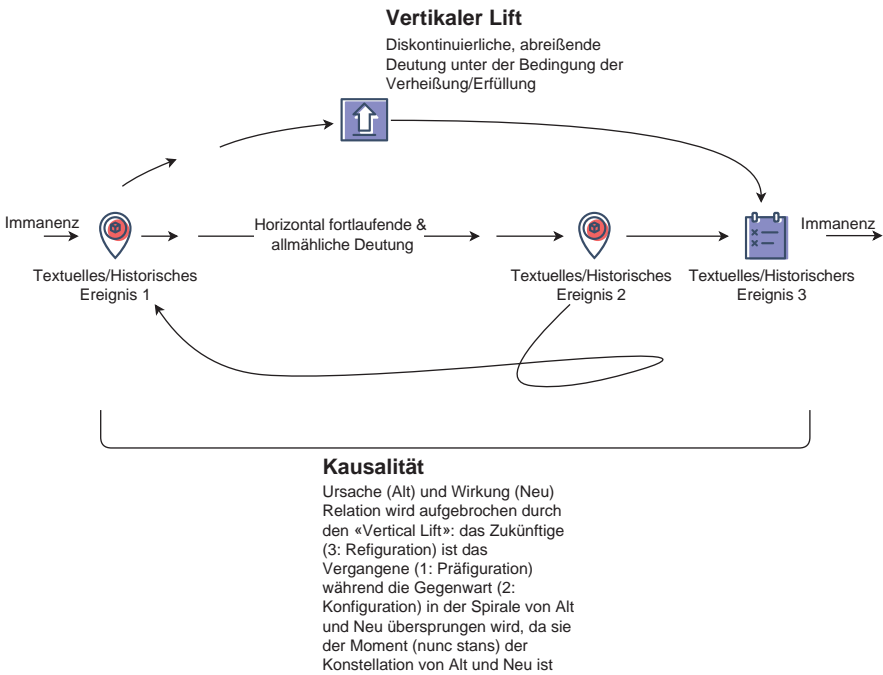 Vertikaler Lift
Diskontinuierliche, abreißende
Deutung unter der Bedingung der
Verheißung/Erfüllung
Immanenz
Horizontal fortlaufende &
allmähliche Deutung
Immanenz
Textuelles/Historisches
Ereignis 1
Textuelles/Historisches
Ereignis 2
Textuelles/Historischers
Ereignis 3
Kausalität
Ursache (Alt) und Wirkung (Neu)
Relation wird aufgebrochen durch
den «Vertical Lift»: das Zukünftige
(3: Refiguration) ist das
Vergangene (1: Präfiguration)
während die Gegenwart (2:
Konfiguration) in der Spirale von Alt
und Neu übersprungen wird, da sie
der Moment (nunc stans) der
Konstellation von Alt und Neu ist